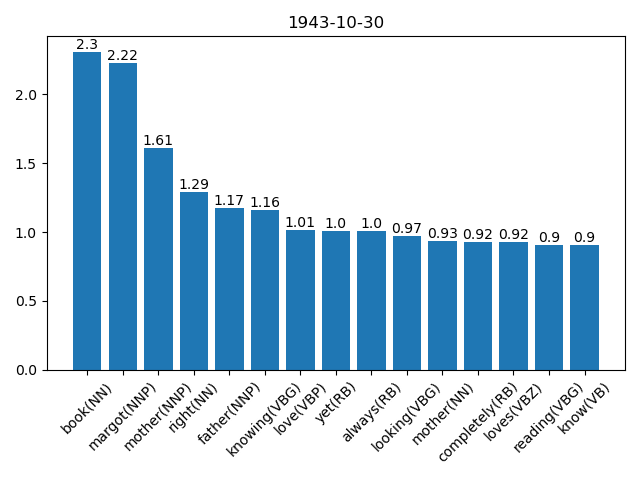 1943-10-30
2.3
2.22
1.61
1.29
1.17
1.16
1.01
1.0
1.0
0.97
0.93
0.92
0.92
0.9
0.9
2.0
1.5
1.0
0.5
0.0
book(NN)
margot(NNP)
mother(NNP)
right(NN)
father(NNP)
knowing(VBG)
love(VBP)
yet(RB)
always(RB)
looking(VBG)
mother(NN)
completely(RB)
loves(VBZ)
reading(VBG)
know(VB)